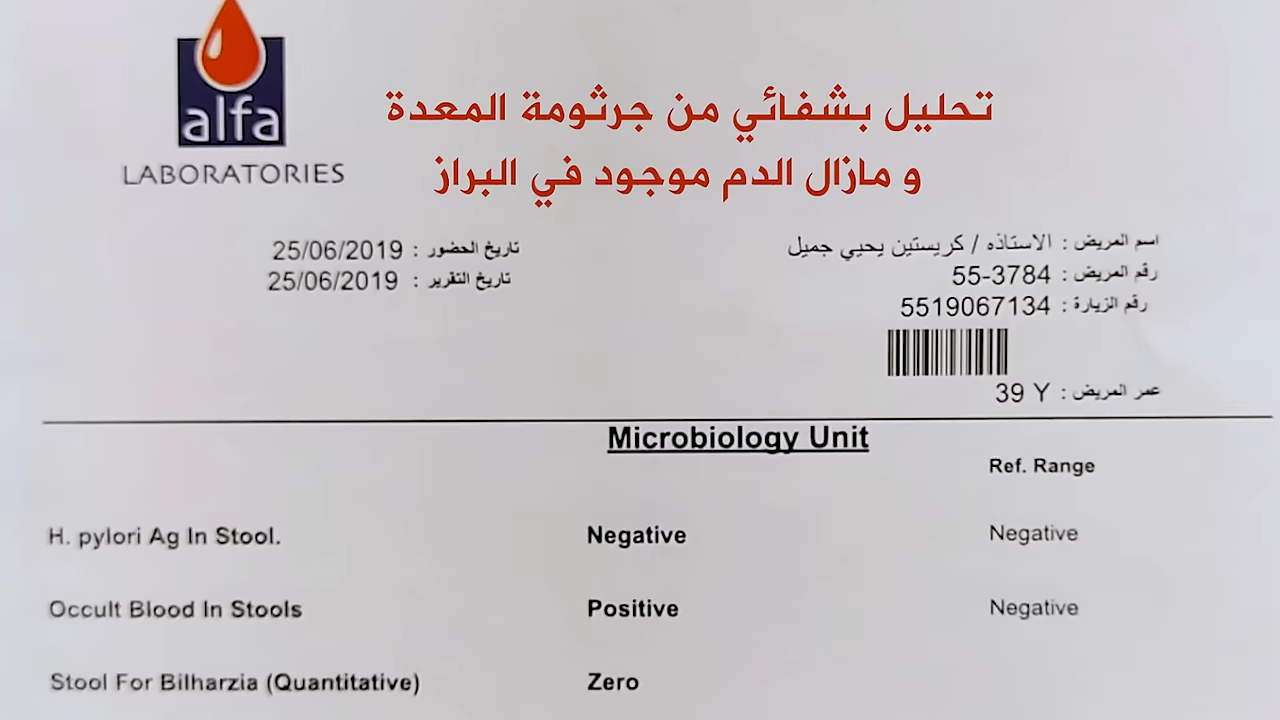 alfa
LABORATORIES
تحليل بشفائي من جرثومة المعدة
و مازال الدم موجود في البراز
اسم المريض : الاستاذه / كريستين يحيي جميل
رقم المريض : 55-3784
رقم الزيارة : 5519067134
عمر المريض : 39 Y
تاريخ الحضور : 25/06/2019
تاريخ التقرير : 25/06/2019
Microbiology Unit
Ref. Range
H. pylori Ag In Stool. Negative Negative
Occult Blood In Stools Positive Negative
Stool For Bilharzia (Quantitative) Zero